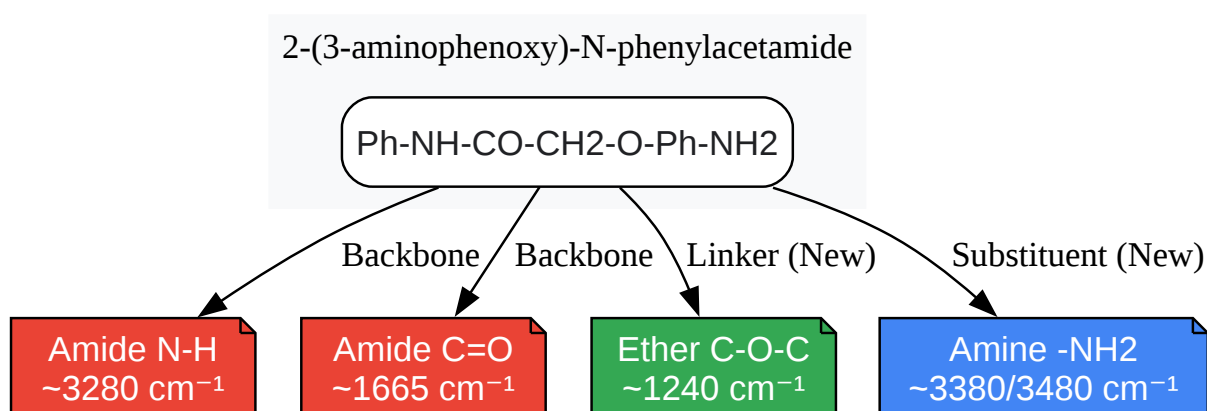 2-(3-aminophenoxy)-N-phenylacetamide
Ph-NH-CO-CH2-O-Ph-NH2
Backbone
Backbone
Linker (New)
Substituent (New)
Amide N-H
~3280 cm⁻¹
Amide C=O
~1665 cm⁻¹
Ether C-O-C
~1240 cm⁻¹
Amine -NH2
~3380/3480 cm⁻¹